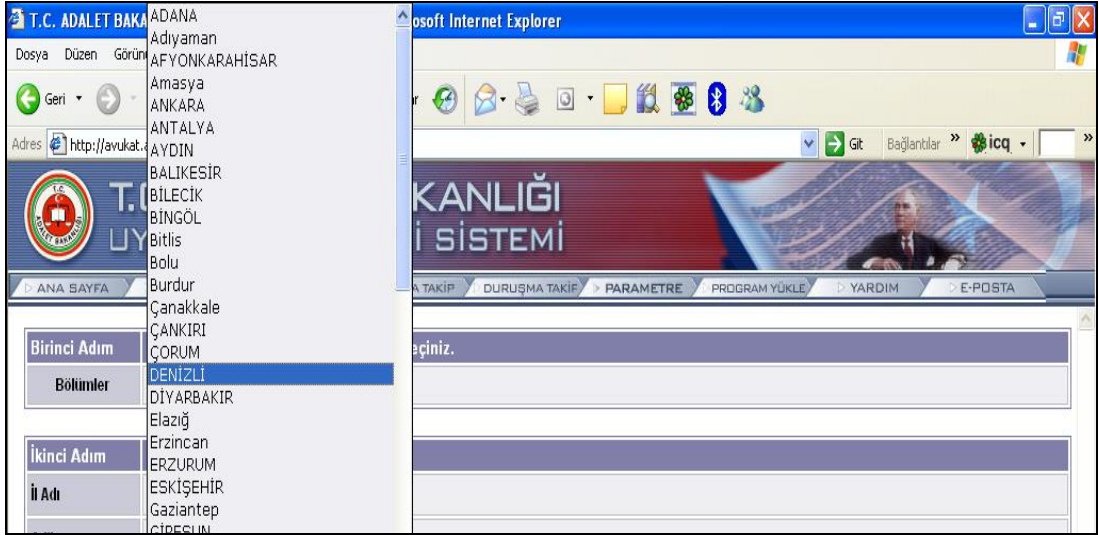 T.C. ADALET BAKA
osoft Internet Explorer
Dosya Düzen Görün
Geri
Adres http://avukat.a
Git Bağlantılar » icq »
KANLIĞI
İ SİSTEMİ
ANA SAYFA
A TAKİP DURUŞMA TAKİP PARAMETRE PROGRAM YÜKLE YARDIM E-POSTA
ADANA
Adıyaman
AFYONKARAHİSAR
Amasya
ANKARA
ANTALYA
AYDIN
BALIKESİR
BİLECİK
BİNGÖL
Bitlis
Bolu
Burdur
Çanakkale
ÇANKIRI
ÇORUM
DENİZLİ
DİYARBAKIR
Elazığ
Erzincan
ERZURUM
ESKİŞEHİR
Gaziantep
GİRESUN
Birinci Adım
eçiniz.
Bölümler
İkinci Adım
İl Adı